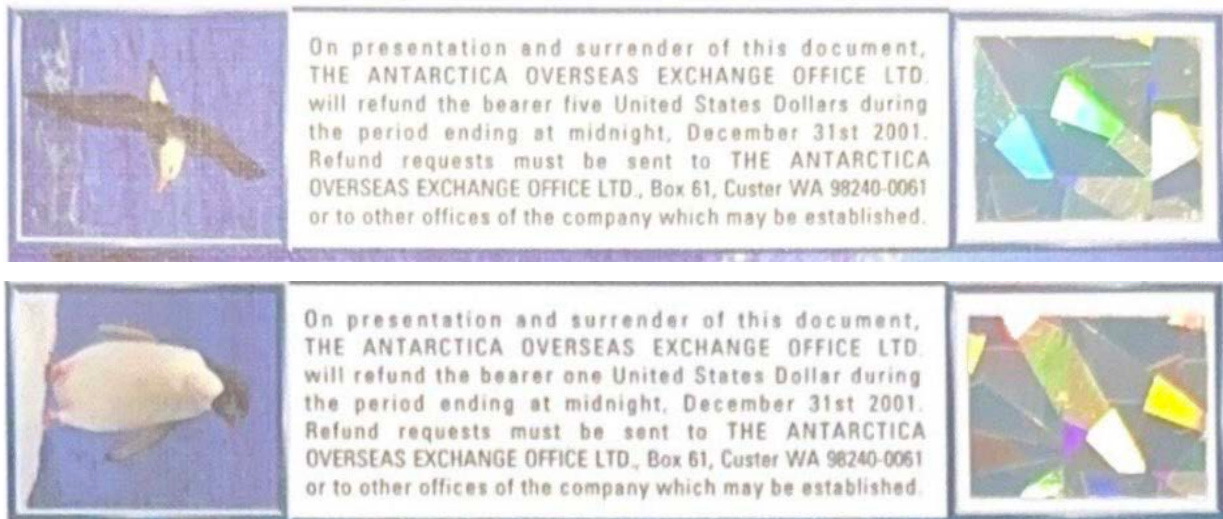 On presentation and surrender of this document,
THE ANTARCTICA OVERSEAS EXCHANGE OFFICE LTD.
will refund the bearer five United States Dollars during
the period ending at midnight, December 31st 2001.
Refund requests must be sent to THE ANTARCTICA
OVERSEAS EXCHANGE OFFICE LTD., Box 61, Custer WA 98240-0061
or to other offices of the company which may be established.
On presentation and surrender of this document,
THE ANTARCTICA OVERSEAS EXCHANGE OFFICE LTD.
will refund the bearer one United States Dollar during
the period ending at midnight, December 31st 2001.
Refund requests must be sent to THE ANTARCTICA
OVERSEAS EXCHANGE OFFICE LTD., Box 61, Custer WA 98240-0061
or to other offices of the company which may be established.